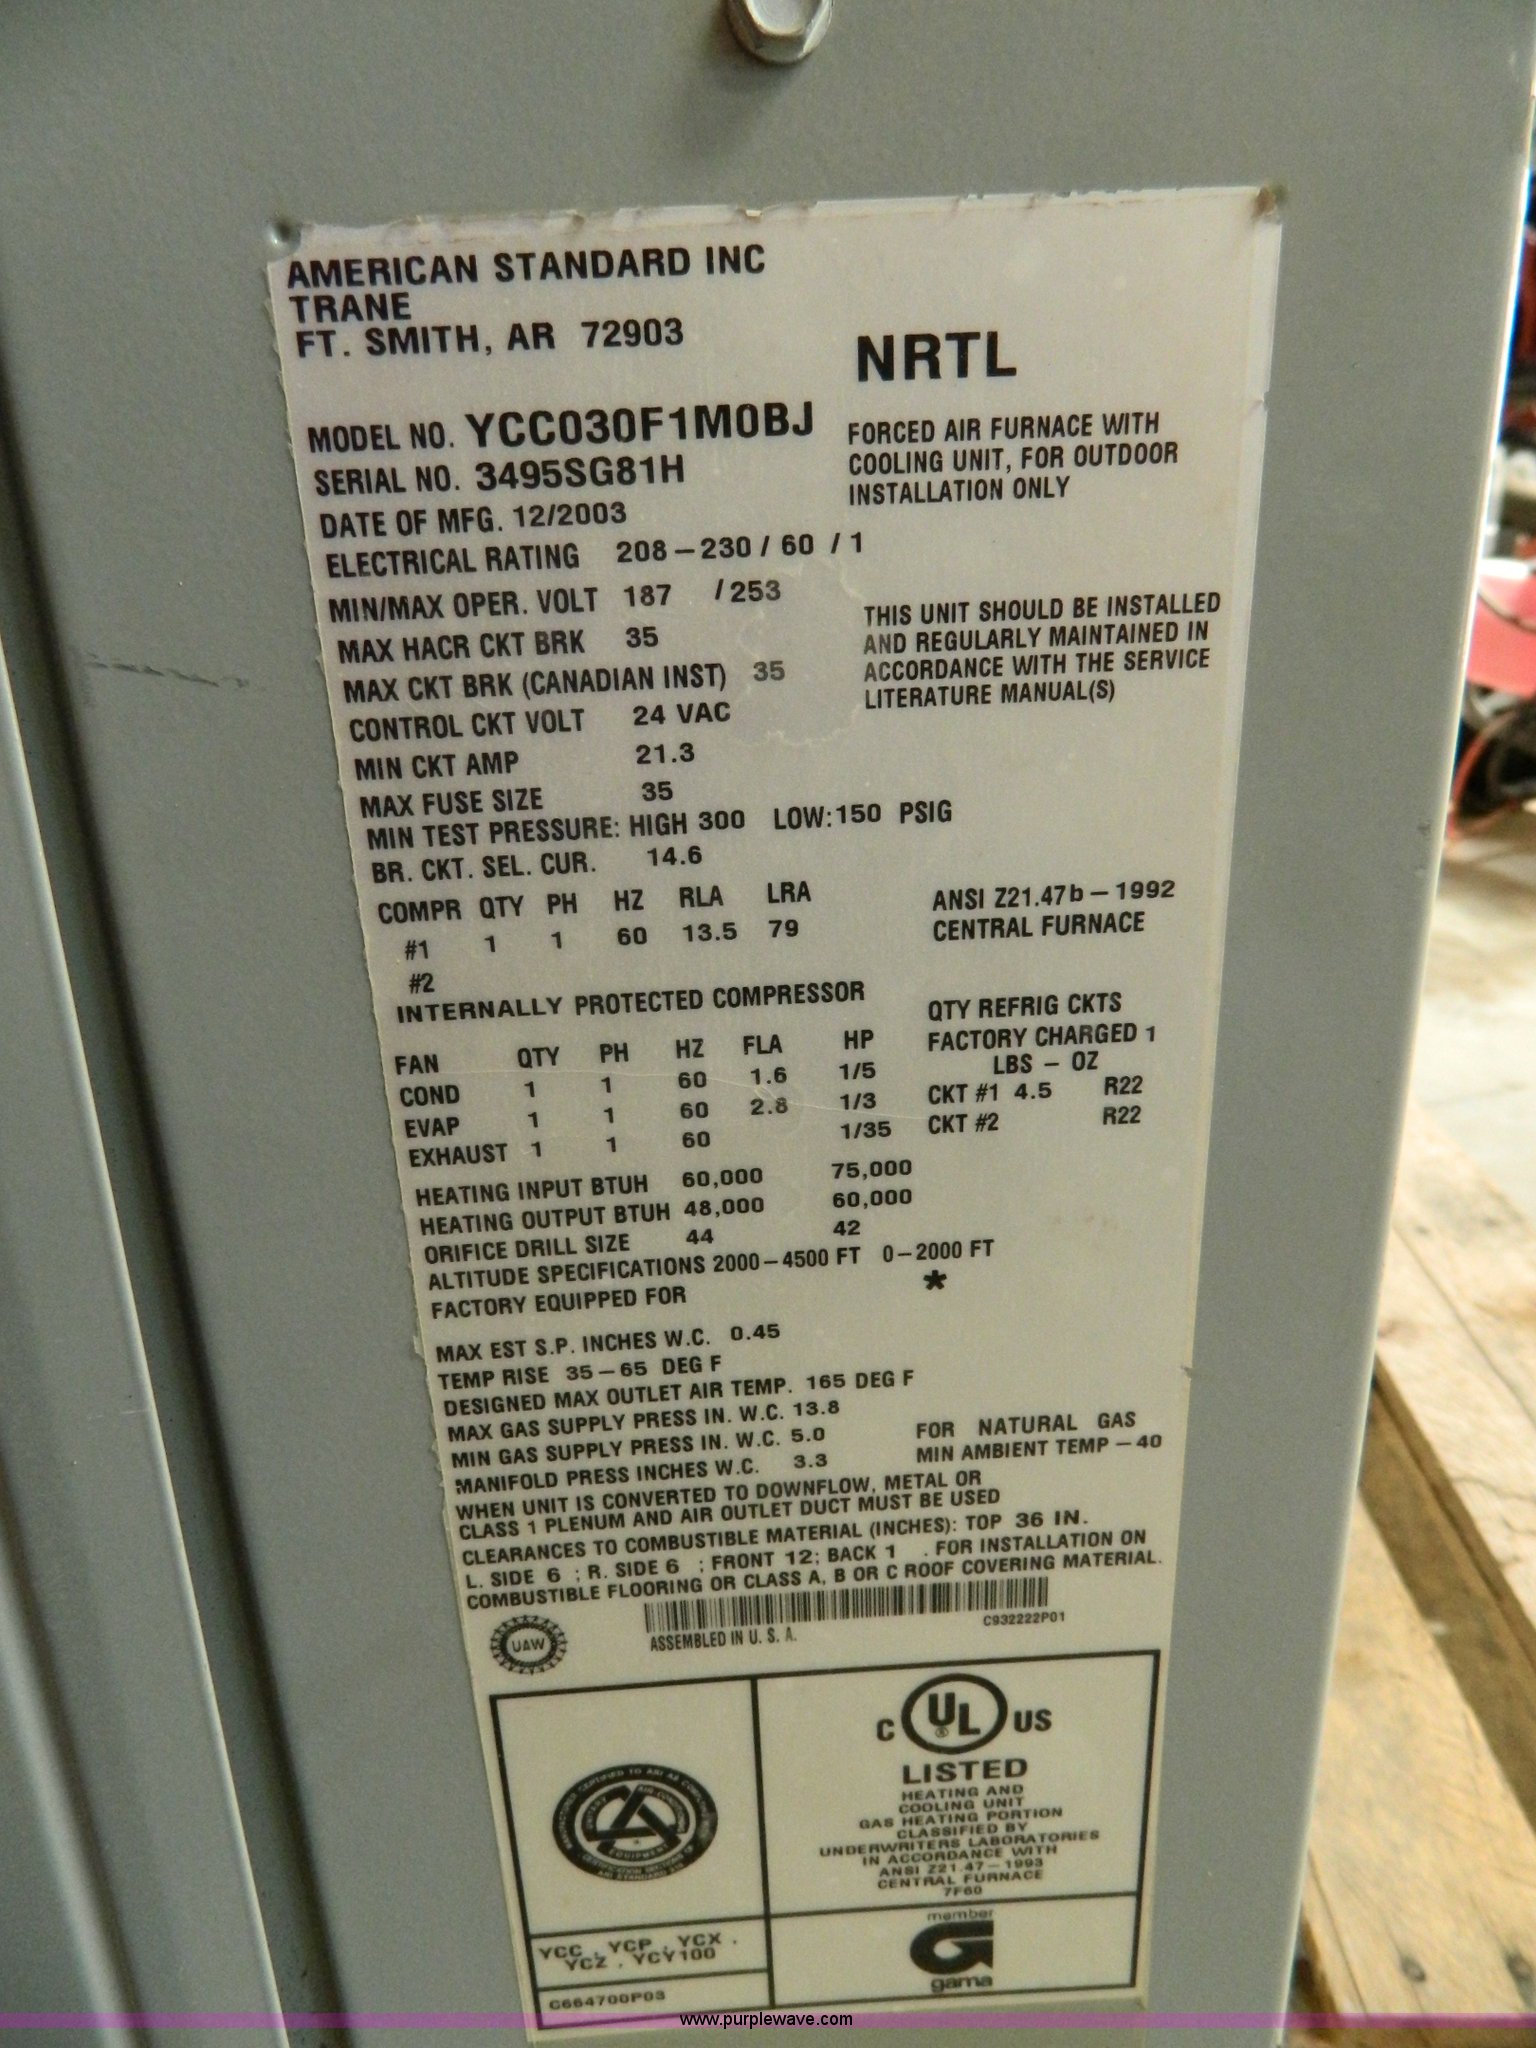 AMERICAN STANDARD INC
TRANE
FT. SMITH, AR 72903
NRTL
MODEL NO. YCC030F1M0BJ
SERIAL NO. 3495SG81H
DATE OF MFG. 12/2003
FORCED AIR FURNACE WITH
COOLING UNIT, FOR OUTDOOR
INSTALLATION ONLY
ELECTRICAL RATING 208-230 / 60 / 1
MIN/MAX OPER. VOLT 187 / 253
MAX HACR CKT BRK 35
MAX CKT BRK (CANADIAN INST) 35
CONTROL CKT VOLT 24 VAC
MIN CKT AMP 21.3
MAX FUSE SIZE 35
THIS UNIT SHOULD BE INSTALLED
AND REGULARLY MAINTAINED IN
ACCORDANCE WITH THE SERVICE
LITERATURE MANUAL(S)
MIN TEST PRESSURE: HIGH 300 LOW:150 PSIG
BR. CKT. SEL. CUR. 14.6
COMPR QTY PH HZ RLA LRA
#1 1 1 60 13.5 79
#2
ANSI Z21.47b-1992
CENTRAL FURNACE
INTERNALLY PROTECTED COMPRESSOR
FAN QTY PH HZ FLA HP
COND 1 1 60 1.6 1/5
EVAP 1 1 60 2.8 1/3
EXHAUST 1 1 60 1/35
QTY REFRIG CKTS
FACTORY CHARGED 1
LBS - OZ
CKT #1 4.5 R22
CKT #2 R22
HEATING INPUT BTUH 60,000 75,000
HEATING OUTPUT BTUH 48,000 60,000
ORIFICE DRILL SIZE 44 42
ALTITUDE SPECIFICATIONS 2000-4500 FT 0-2000 FT
FACTORY EQUIPPED FOR *
MAX EST S.P. INCHES W.C. 0.45
TEMP RISE 35-65 DEG F
DESIGNED MAX OUTLET AIR TEMP. 165 DEG F
MAX GAS SUPPLY PRESS IN. W.C. 13.8
MIN GAS SUPPLY PRESS IN. W.C. 5.0
MANIFOLD PRESS INCHES W.C. 3.3
FOR NATURAL GAS
MIN AMBIENT TEMP -40
WHEN UNIT IS CONVERTED TO DOWNFLOW, METAL OR
CLASS 1 PLENUM AND AIR OUTLET DUCT MUST BE USED
CLEARANCES TO COMBUSTIBLE MATERIAL (INCHES): TOP 36 IN.
L. SIDE 6 ; R. SIDE 6 ; FRONT 12; BACK 1 . FOR INSTALLATION ON
COMBUSTIBLE FLOORING OR CLASS A, B OR C ROOF COVERING MATERIAL.
UAW
ASSEMBLED IN U. S. A.
C932222P01
C UL US
®
LISTED
HEATING AND
COOLING UNIT
GAS HEATING PORTION
CLASSIFIED BY
UNDERWRITERS LABORATORIES
IN ACCORDANCE WITH
ANSI Z21.47-1993
CENTRAL FURNACE
7F60
AIR CONDITIONING
EQUIPMENT
YCC , YCP , YCX ,
YCZ , YCY100
C664700P03
member
G
gama
www.purplewave.com